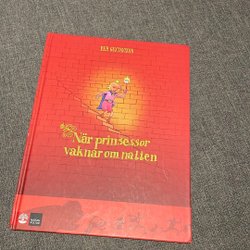 När prinsessor
vaknar om natten